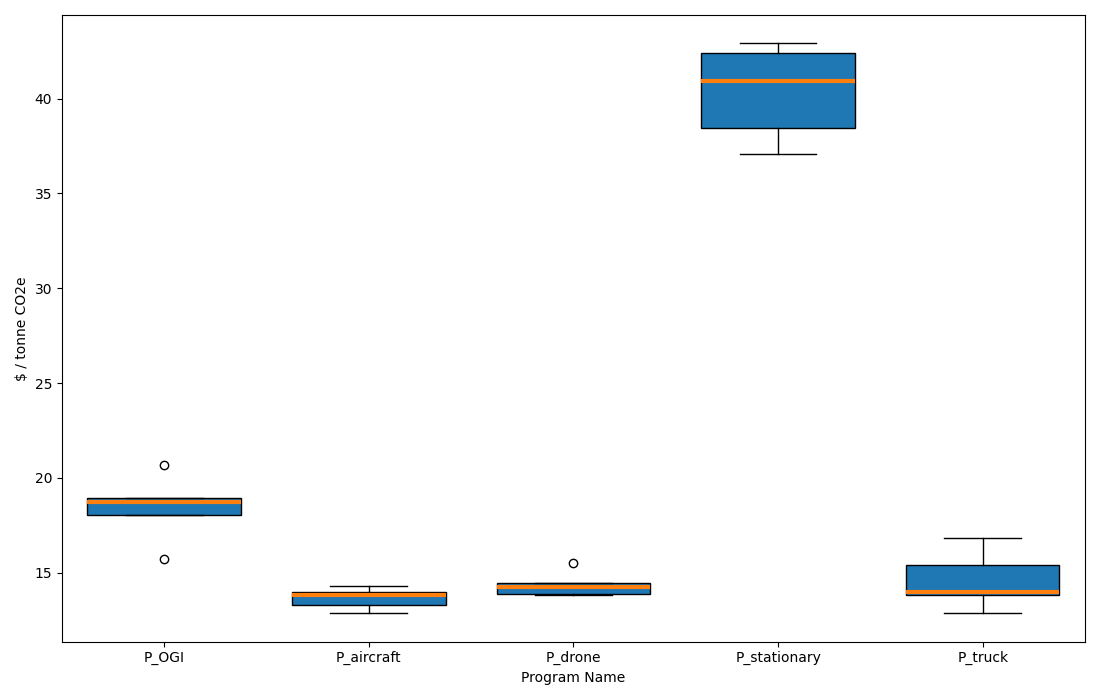 $ / tonne CO2e
40
35
30
25
20
15
P_OGI
P_aircraft
P_drone
P_stationary
P_truck
Program Name